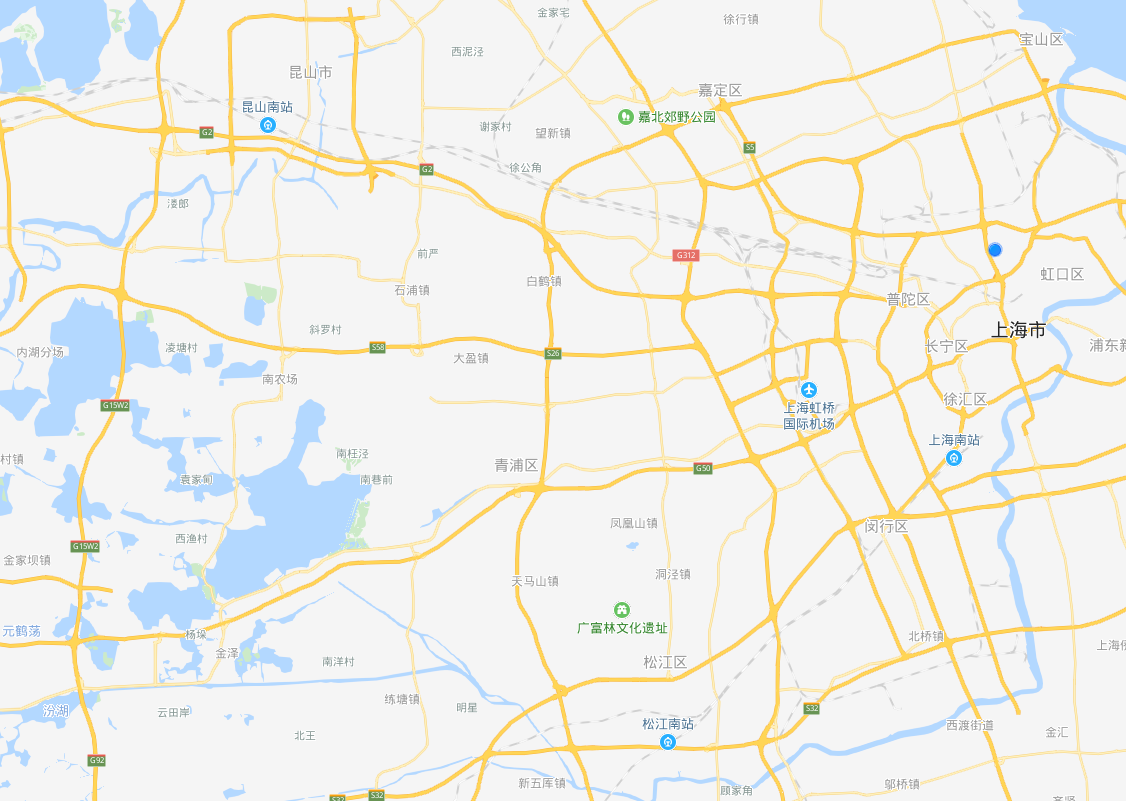 金家宅
徐行镇
宝山区
西泥泾
昆山市
嘉定区
昆山南站
嘉北郊野公园
谢家村
望新镇
G2
S5
徐公角
G2
溇郎
前严
G312
虹口区
白鹤镇
石浦镇
普陀区
斜罗村
上海市
凌塘村
S58
S26
长宁区
浦东新
内湖分场
大盈镇
南农场
徐汇区
G15W2
上海虹桥
国际机场
上海南站
村镇
南枉泾
青浦区
G50
袁家甸
南巷前
凤凰山镇
闵行区
西渔村
G15W2
金家坝镇
天马山镇
洞泾镇
广富林文化遗址
元鹤荡
杨垛
北桥镇
金泽
南洋村
松江区
练塘镇
明星
S32
汾湖
云田岸
松江南站
西渡街道
北王
金汇
G92
新五厍镇
顾家角
邬桥镇
S32